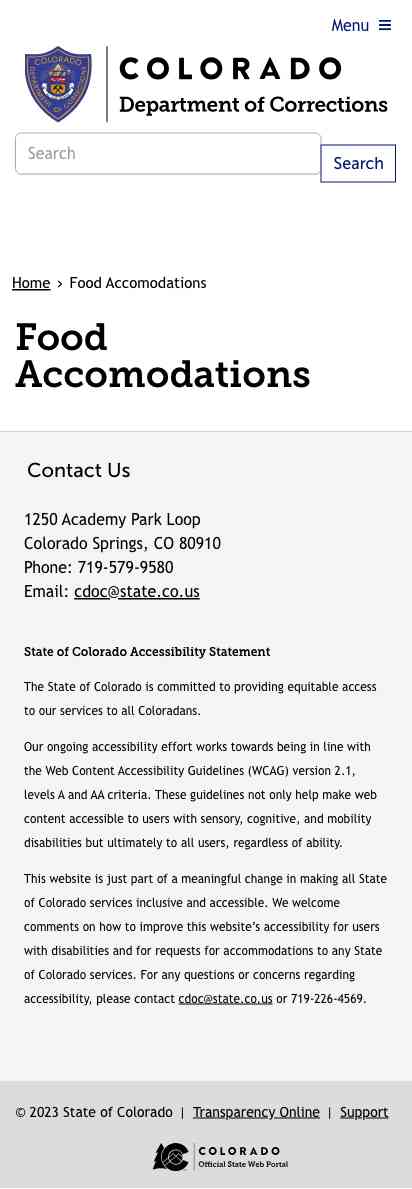 Menu
COLORADO
Department of Corrections
Search
Search
Home › Food Accomodations
Food
Accomodations
Contact Us
1250 Academy Park Loop
Colorado Springs, CO 80910
Phone: 719-579-9580
Email: cdoc@state.co.us
State of Colorado Accessibility Statement
The State of Colorado is committed to providing equitable access
to our services to all Coloradans.
Our ongoing accessibility effort works towards being in line with
the Web Content Accessibility Guidelines (WCAG) version 2.1,
levels A and AA criteria. These guidelines not only help make web
content accessible to users with sensory, cognitive, and mobility
disabilities but ultimately to all users, regardless of ability.
This website is just part of a meaningful change in making all State
of Colorado services inclusive and accessible. We welcome
comments on how to improve this website’s accessibility for users
with disabilities and for requests for accommodations to any State
of Colorado services. For any questions or concerns regarding
accessibility, please contact cdoc@state.co.us or 719-226-4569.
© 2023 State of Colorado | Transparency Online | Support
COLORADO
Official State Web Portal